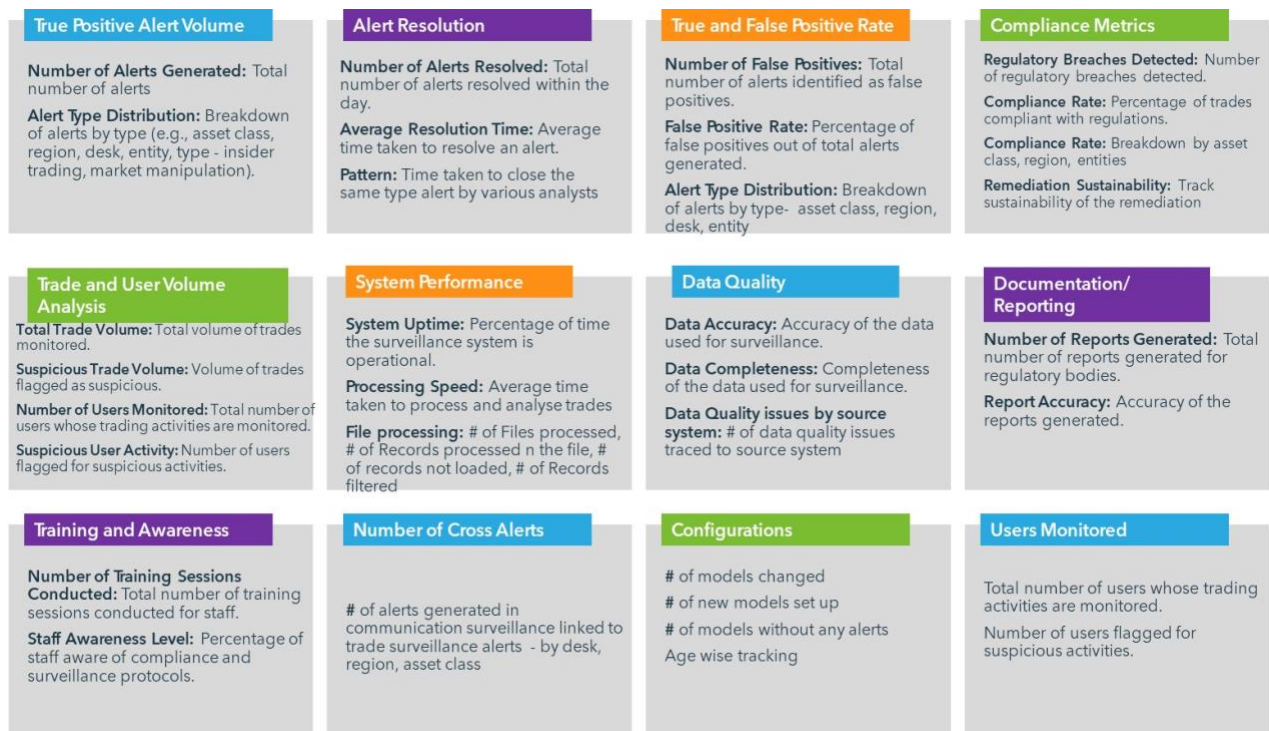 True Positive Alert Volume
Number of Alerts Generated: Total
number of alerts
Alert Type Distribution: Breakdown
of alerts by type (e.g., asset class,
region, desk, entity, type - insider
trading, market manipulation).
Alert Resolution
Number of Alerts Resolved: Total
number of alerts resolved within the
day.
Average Resolution Time: Average
time taken to resolve an alert.
Pattern: Time taken to close the
same type alert by various analysts
True and False Positive Rate
Number of False Positives: Total
number of alerts identified as false
positives.
False Positive Rate: Percentage of
false positives out of total alerts
generated.
Alert Type Distribution: Breakdown
of alerts by type- asset class, region,
desk, entity
Compliance Metrics
Regulatory Breaches Detected: Number
of regulatory breaches detected.
Compliance Rate: Percentage of trades
compliant with regulations.
Compliance Rate: Breakdown by asset
class, region, entities
Remediation Sustainability: Track
sustainability of the remediation
Trade and User Volume
Analysis
Total Trade Volume: Total volume of trades
monitored.
Suspicious Trade Volume: Volume of trades
flagged as suspicious.
Number of Users Monitored: Total number of
users whose trading activities are monitored.
Suspicious User Activity: Number of users
flagged for suspicious activities.
System Performance
System Uptime: Percentage of time
the surveillance system is
operational.
Processing Speed: Average time
taken to process and analyse trades
File processing: # of Files processed,
# of Records processed n the file, #
of records not loaded, # of Records
filtered
Data Quality
Data Accuracy: Accuracy of the data
used for surveillance.
Data Completeness: Completeness
of the data used for surveillance.
Data Quality issues by source
system: # of data quality issues
traced to source system
Documentation/
Reporting
Number of Reports Generated: Total
number of reports generated for
regulatory bodies.
Report Accuracy: Accuracy of the
reports generated.
Training and Awareness
Number of Training Sessions
Conducted: Total number of training
sessions conducted for staff.
Staff Awareness Level: Percentage of
staff aware of compliance and
surveillance protocols.
Number of Cross Alerts
# of alerts generated in
communication surveillance linked to
trade surveillance alerts - by desk,
region, asset class
Configurations
# of models changed
# of new models set up
# of models without any alerts
Age wise tracking
Users Monitored
Total number of users whose trading
activities are monitored.
Number of users flagged for
suspicious activities.